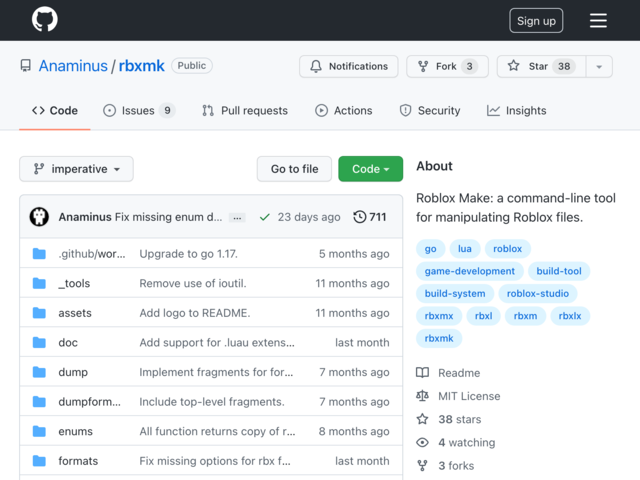 Sign up
Anaminus / rbxmk Public
Notifications Fork 3 Star 38
Code Issues 9 Pull requests Actions Security Insights
imperative Go to file Code
Anaminus Fix missing enum d... ... 23 days ago 711
.github/wor... Upgrade to go 1.17. 5 months ago
_tools Remove use of ioutil. 11 months ago
assets Add logo to README. 11 months ago
doc Add support for .luau extens... last month
dump Implement fragments for for... 7 months ago
dumpform... Include top-level fragments. 7 months ago
enums All function returns copy of r... 8 months ago
formats Fix missing options for rbx f... last month
About
Roblox Make: a command-line tool
for manipulating Roblox files.
go lua roblox
game-development build-tool
build-system roblox-studio
rbxmx rbxl rbxm rbxlx
rbxmk
Readme
MIT License
38 stars
4 watching
3 forks